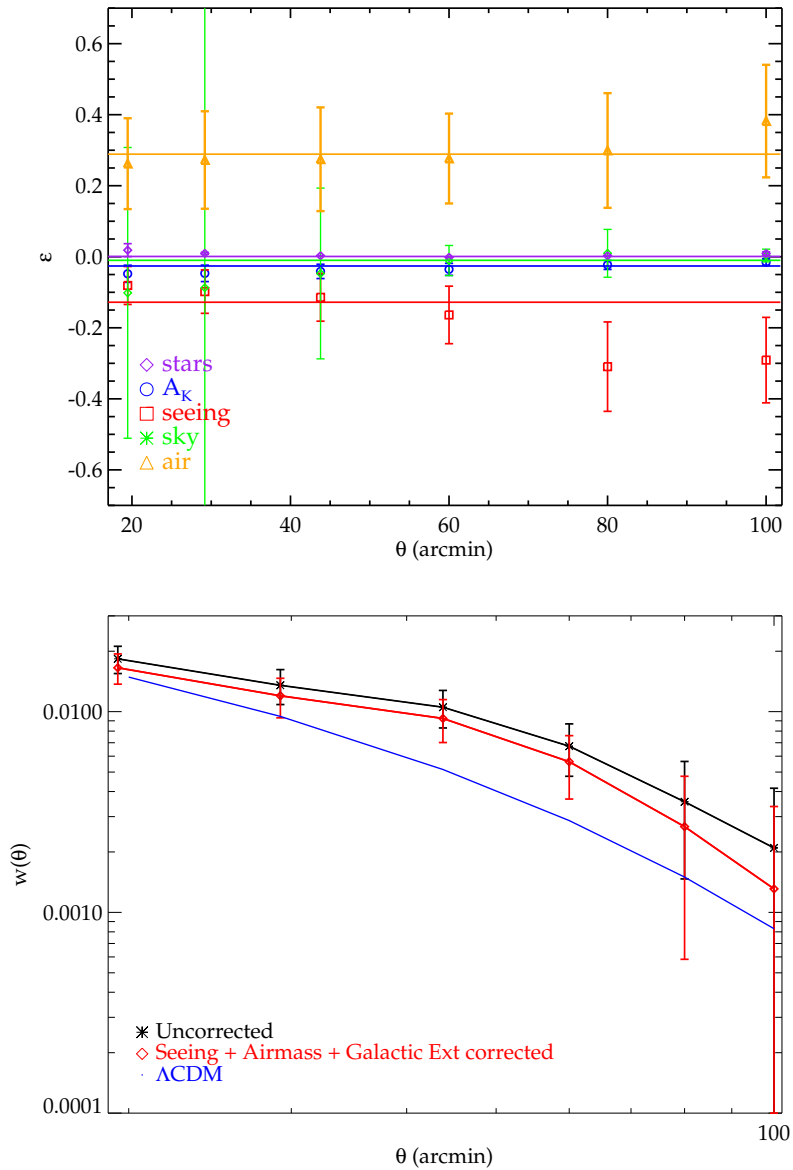 0.6
0.4
0.2
0.0
-0.2
-0.4
-0.6
ε
stars
A_K
seeing
sky
air
20 40 60 80 100
θ (arcmin)
0.0100
0.0010
0.0001
w(θ)
Uncorrected
Seeing + Airmass + Galactic Ext corrected
ΛCDM
100
θ (arcmin)